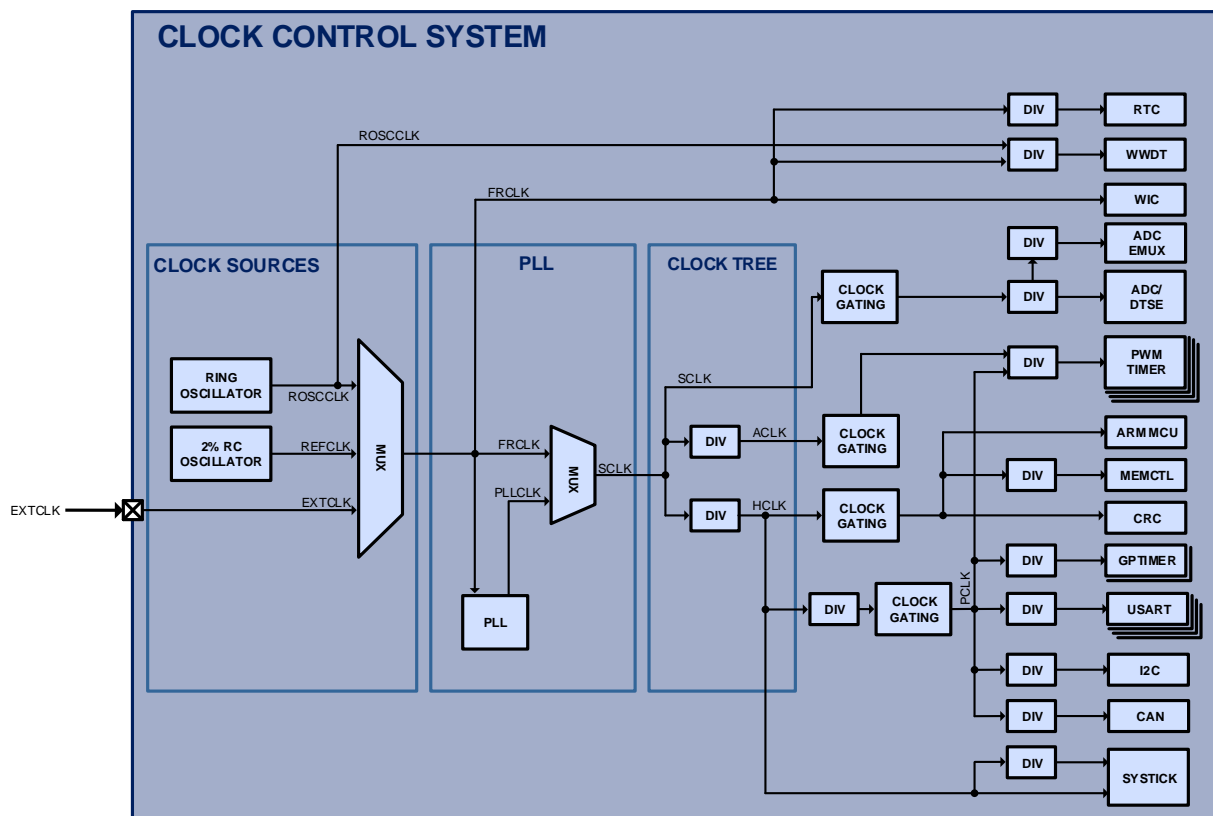 CLOCK CONTROL SYSTEM
DIV
RTC
ROSCCLK
DIV
WWDT
FRCLK
WIC
CLOCK SOURCES
PLL
CLOCK TREE
DIV
ADC
EMUX
CLOCK
GATING
DIV
ADC/
DTSE
RING
OSCILLATOR
ROSCCLK
SCLK
DIV
PWM
TIMER
2% RC
OSCILLATOR
REFCLK
MUX
FRCLK
MUX
SCLK
DIV
ACLK
CLOCK
GATING
ARM MCU
DIV
MEMCTL
EXTCLK
EXTCLK
PLLCLK
DIV
HCLK
CLOCK
GATING
CRC
PLL
DIV
CLOCK
GATING
PCLK
DIV
GPTIMER
DIV
USART
DIV
I2C
DIV
CAN
DIV
SYSTICK